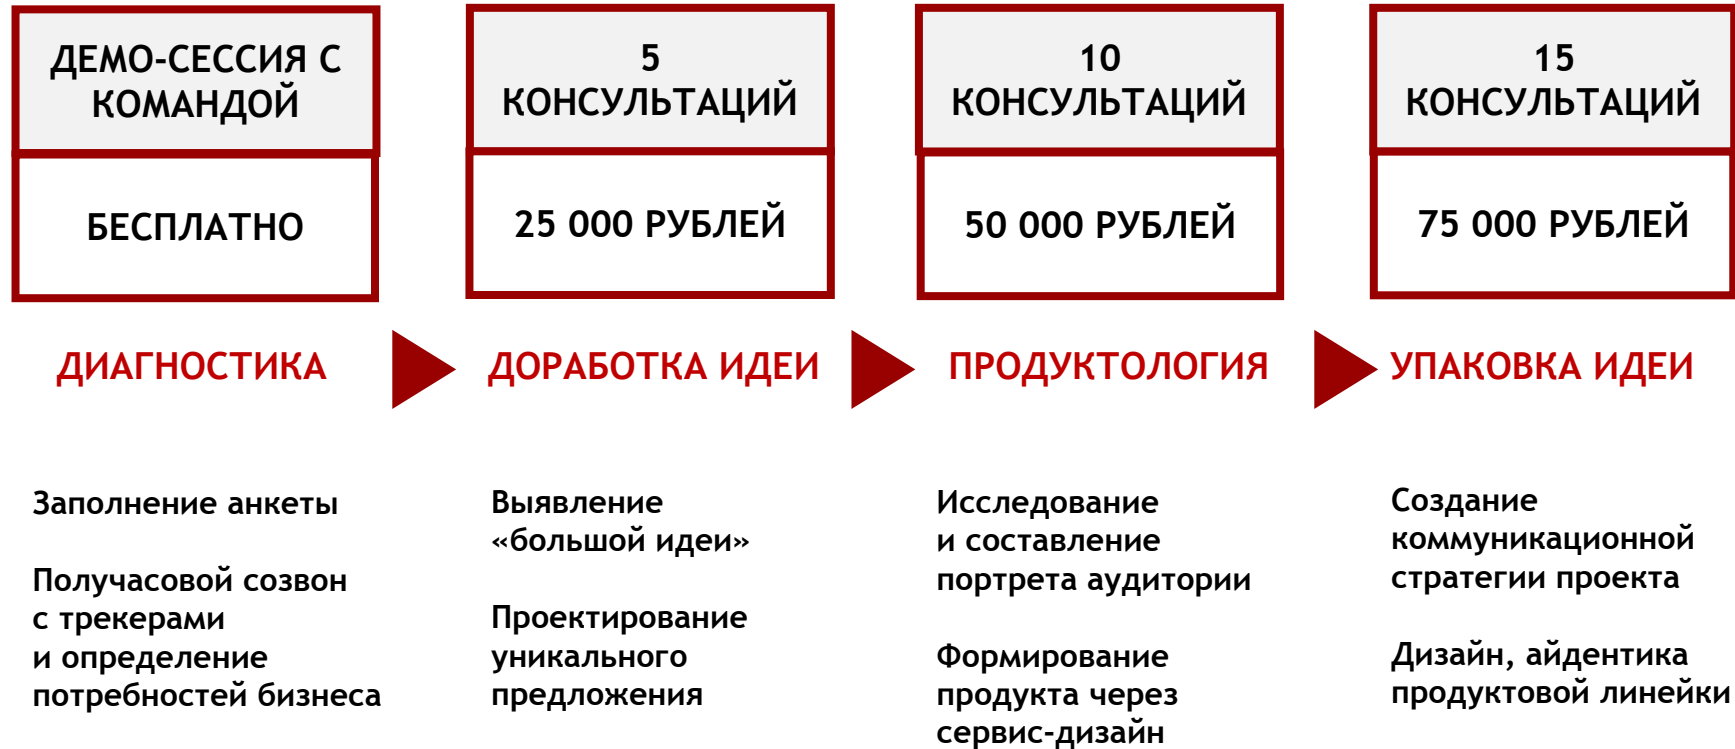 ДЕМО-СЕССИЯ С
КОМАНДОЙ
БЕСПЛАТНО
5
КОНСУЛЬТАЦИЙ
25 000 РУБЛЕЙ
10
КОНСУЛЬТАЦИЙ
50 000 РУБЛЕЙ
15
КОНСУЛЬТАЦИЙ
75 000 РУБЛЕЙ
ДИАГНОСТИКА
ДОРАБОТКА ИДЕИ
ПРОДУКТОЛОГИЯ
УПАКОВКА ИДЕИ
Заполнение анкеты
Получасовой созвон
с трекерами
и определение
потребностей бизнеса
Выявление
«большой идеи»
Проектирование
уникального
предложения
Исследование
и составление
портрета аудитории
Формирование
продукта через
сервис-дизайн
Создание
коммуникационной
стратегии проекта
Дизайн, айдентика
продуктовой линейки